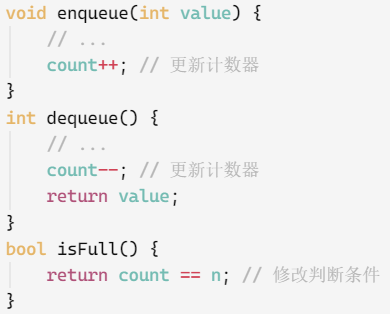 void enqueue(int value) {
    // ...
    count++; // 更新计数器
}
int dequeue() {
    // ...
    count--; // 更新计数器
    return value;
}
bool isFull() {
    return count == n; // 修改判断条件
}